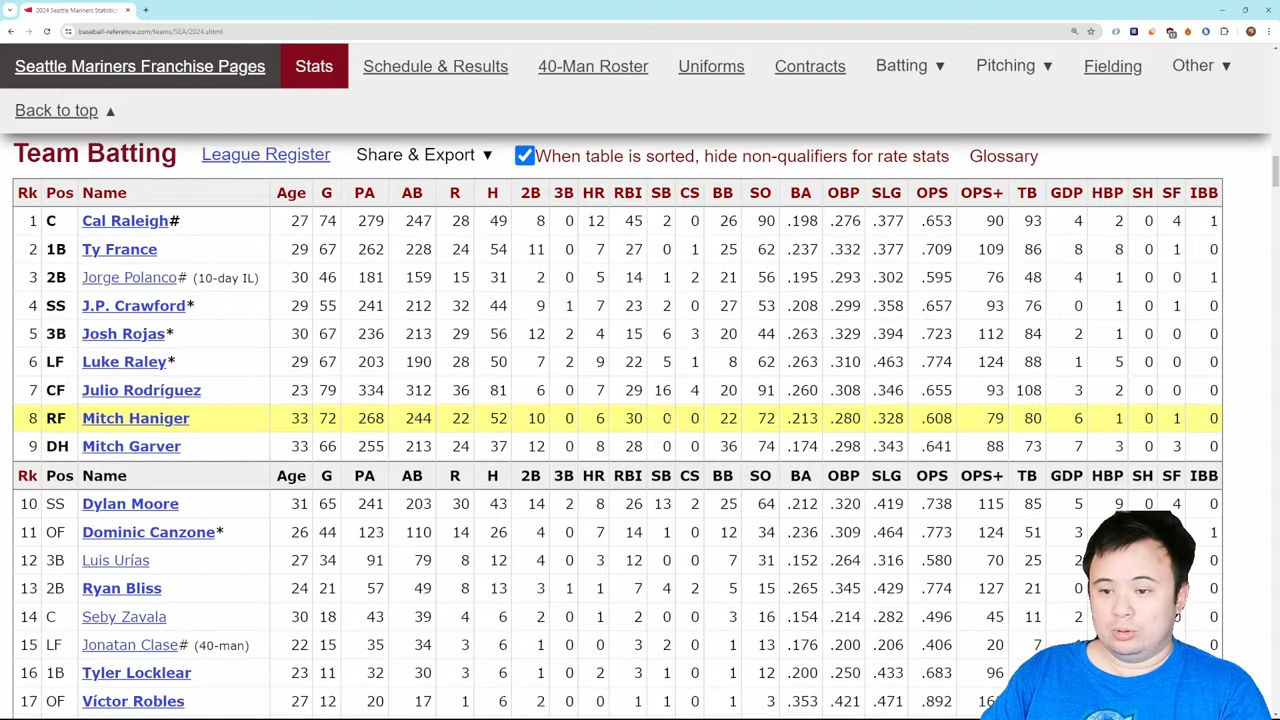 2024 Seattle Mariners Statistics
baseball-reference.com/teams/SEA/2024.shtml
Seattle Mariners Franchise Pages Stats Schedule & Results 40-Man Roster Uniforms Contracts Batting ▼ Pitching ▼ Fielding Other ▼
Back to top ▲
Team Batting League Register Share & Export ▼ When table is sorted, hide non-qualifiers for rate stats Glossary
Rk Pos Name Age G PA AB R H 2B 3B HR RBI SB CS BB SO BA OBP SLG OPS OPS+ TB GDP HBP SH SF IBB
1 C Cal Raleigh# 27 74 279 247 28 49 8 0 12 45 2 0 26 90 .198 .276 .377 .653 90 93 4 2 0 4 1
2 1B Ty France 29 67 262 228 24 54 11 0 7 27 0 1 25 62 .237 .332 .377 .709 109 86 8 8 0 1 0
3 2B Jorge Polanco# (10-day IL) 30 46 181 159 15 31 2 0 5 14 1 2 21 56 .195 .293 .302 .595 76 48 4 1 0 0 1
4 SS J.P. Crawford* 29 55 241 212 32 44 9 1 7 23 2 0 27 53 .208 .299 .358 .657 93 76 0 1 0 1 0
5 3B Josh Rojas* 30 67 236 213 29 56 12 2 4 15 6 3 20 44 .263 .329 .394 .723 112 84 2 1 0 0 0
6 LF Luke Raley* 29 67 203 190 18 50 7 2 9 22 5 1 8 62 .263 .311 .463 .774 124 88 1 5 0 0 0
7 CF Julio Rodríguez 23 79 334 312 36 81 6 0 7 29 16 4 20 91 .260 .308 .346 .655 93 108 3 2 0 0 0
8 RF Mitch Haniger 33 72 268 244 22 52 10 0 6 30 0 0 22 72 .213 .280 .328 .608 79 80 6 1 0 1 0
9 DH Mitch Garver 33 66 255 213 24 37 12 0 8 28 0 0 36 74 .174 .298 .343 .641 88 73 7 3 0 3 0
Rk Pos Name Age G PA AB R H 2B 3B HR RBI SB CS BB SO BA OBP SLG OPS OPS+ TB GDP HBP SH SF IBB
10 SS Dylan Moore 31 65 241 203 30 43 14 2 8 26 13 2 25 64 .212 .320 .419 .738 115 85 5 9 0 4 0
11 OF Dominic Canzone* 26 44 123 110 14 26 4 0 7 14 1 0 12 34 .236 .309 .464 .774 124 51 3 1
12 3B Luis Urías 27 34 91 79 8 12 4 0 3 12 0 0 7 31 .152 .264 .316 .580 70 25 2 0
13 2B Ryan Bliss 24 21 57 49 8 13 3 1 1 7 4 2 5 15 .265 .345 .429 .774 127 21 0 0
14 C Seby Zavala 30 18 43 39 4 6 2 0 1 2 0 0 3 16 .154 .214 .282 .496 45 11 2 0
15 LF Jonatan Clase# (40-man) 22 15 35 34 3 6 1 0 0 3 2 0 1 13 .176 .200 .206 .406 20 7
16 1B Tyler Locklear 23 11 32 30 3 6 1 0 2 3 1 0 1 12 .200 .250 .433 .683 98
17 OF Víctor Robles 27 12 20 17 1 6 2 0 0 1 1 0 1 3 .353 .421 .471 .892